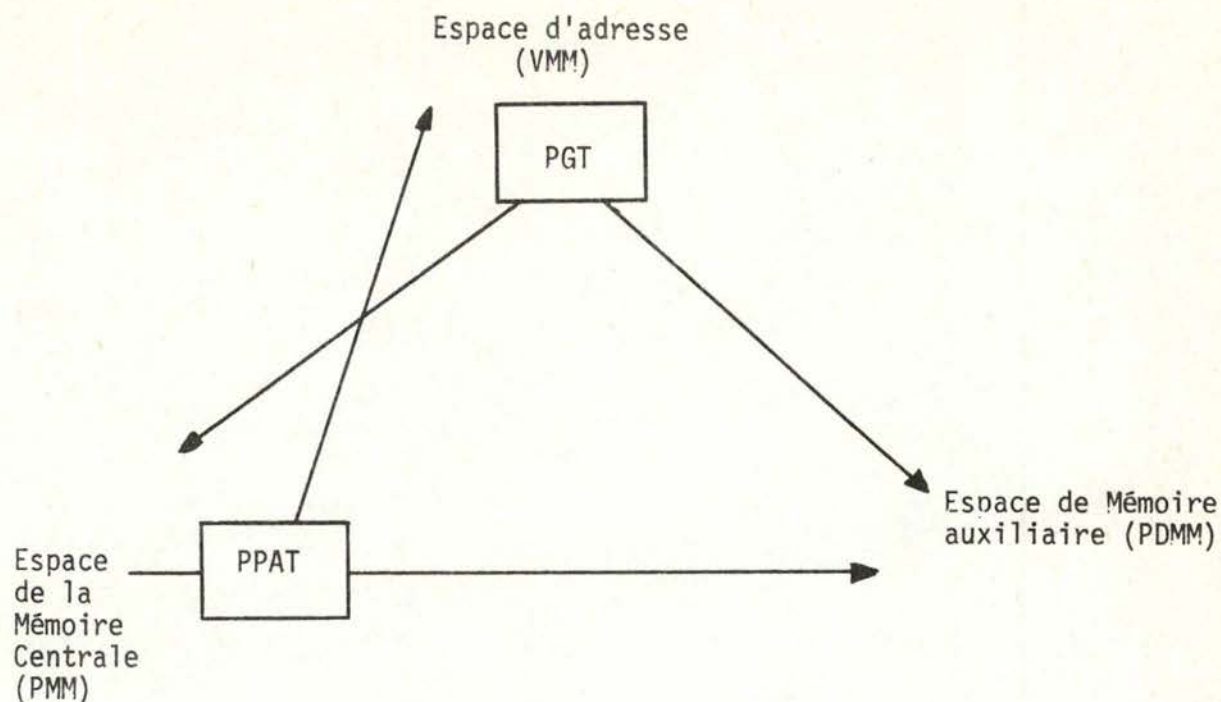 Espace d'adresse
(VMM)
PGT
Espace de Mémoire
auxiliaire (PDMM)
PPAT
Espace
de la
Mémoire
Centrale
(PMM)